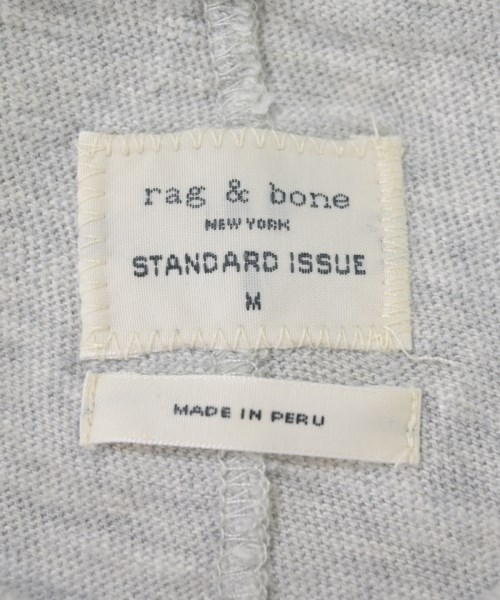 rag & bone
NEW YORK
STANDARD ISSUE
M
MADE IN PERU